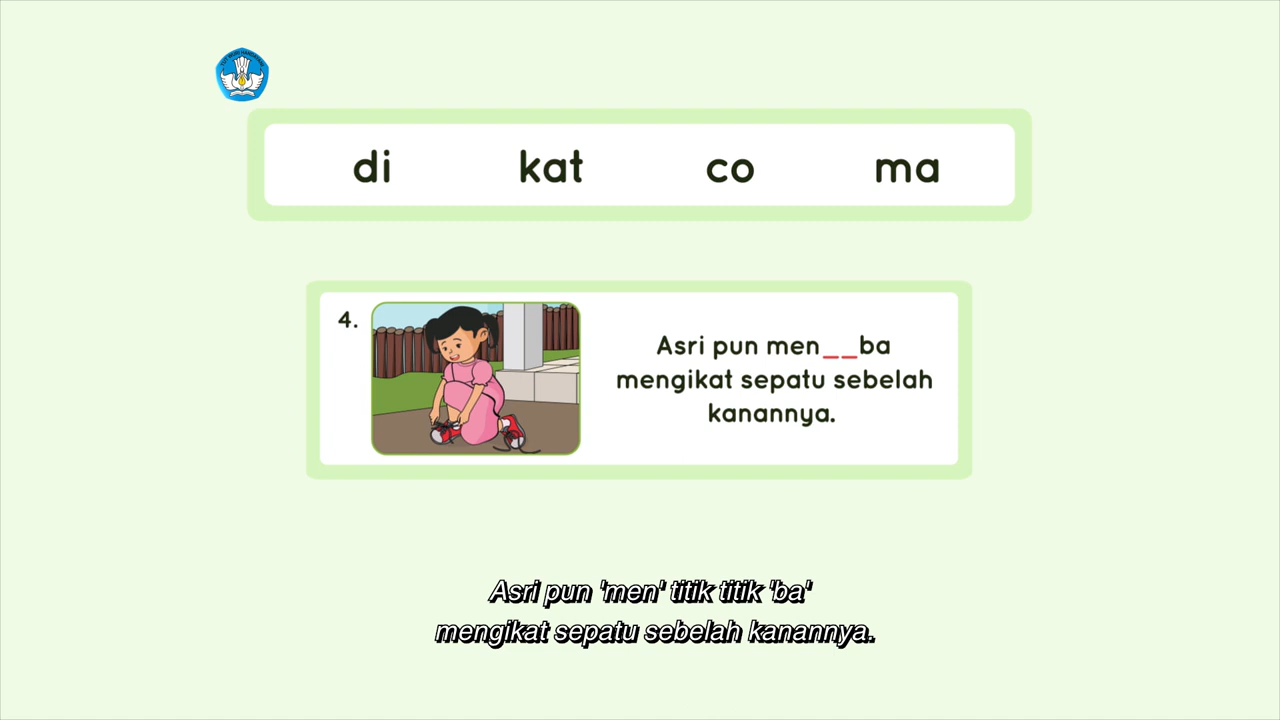 di kat co ma
4.
Asri pun men__ba
mengikat sepatu sebelah
kanannya.
Asri pun 'men' titik titik 'ba'
mengikat sepatu sebelah kanannya.